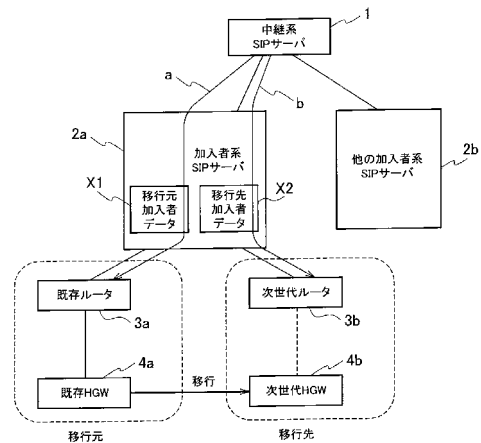 1
中継系
SIPサーバ
a
b
2a
加入者系
SIPサーバ
2b
他の加入者系
SIPサーバ
X1
移行元
加入者
データ
移行先
加入者
データ
X2
既存ルータ
3a
次世代ルータ
3b
4a
既存HGW
移行
4b
次世代HGW
移行元
移行先